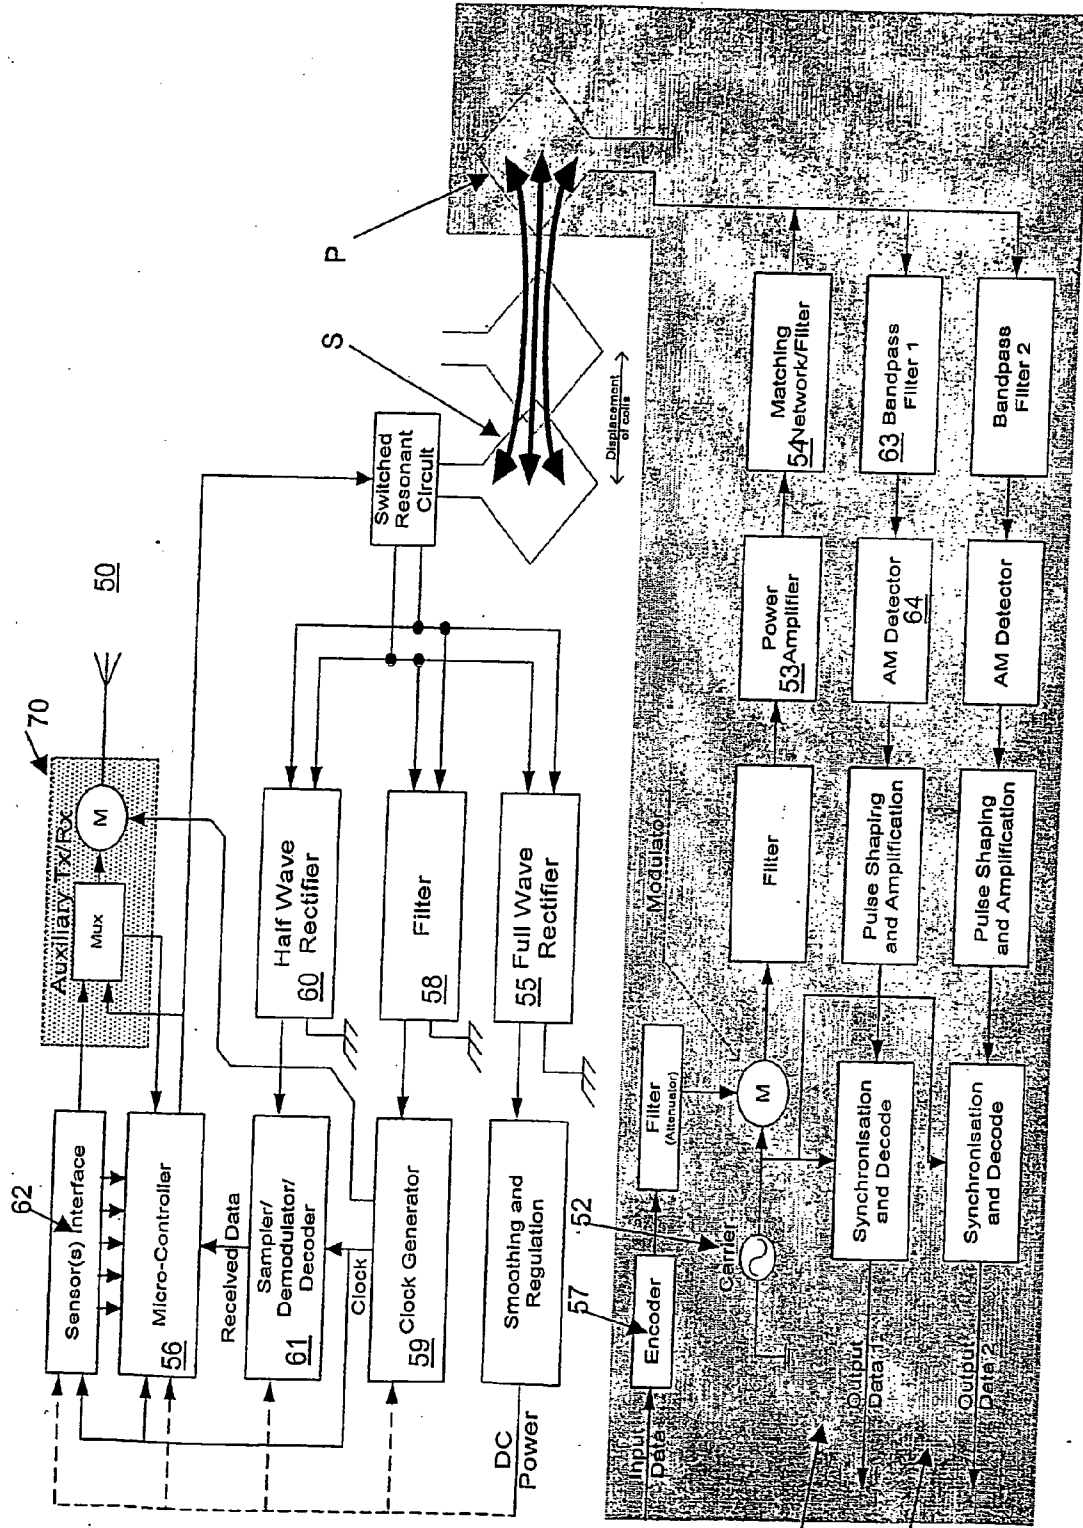 50
70
Auxiliary Tx/Rx
Mux
M
62
Sensor(s) Interface
Micro-Controller
56
Received Data
Sampler/
Demodulator/
Decoder
61
Clock
Clock Generator
59
Smoothing and
Regulation
DC
Power
Half Wave
Rectifier
60
Filter
58
Full Wave
Rectifier
55
Switched
Resonant
Circuit
S
P
Displacement
of coils
Input
Data
57
Encoder
Filter
(Attenuator)
Modulator
52
Carrier
M
Filter
Power
Amplifier
53
Matching
Network/Filter
54
Output
Data 1
Synchronisation
and Decode
Pulse Shaping
and Amplification
AM Detector
64
Bandpass
Filter 1
63
Output
Data 2
Synchronisation
and Decode
Pulse Shaping
and Amplification
AM Detector
Bandpass
Filter 2